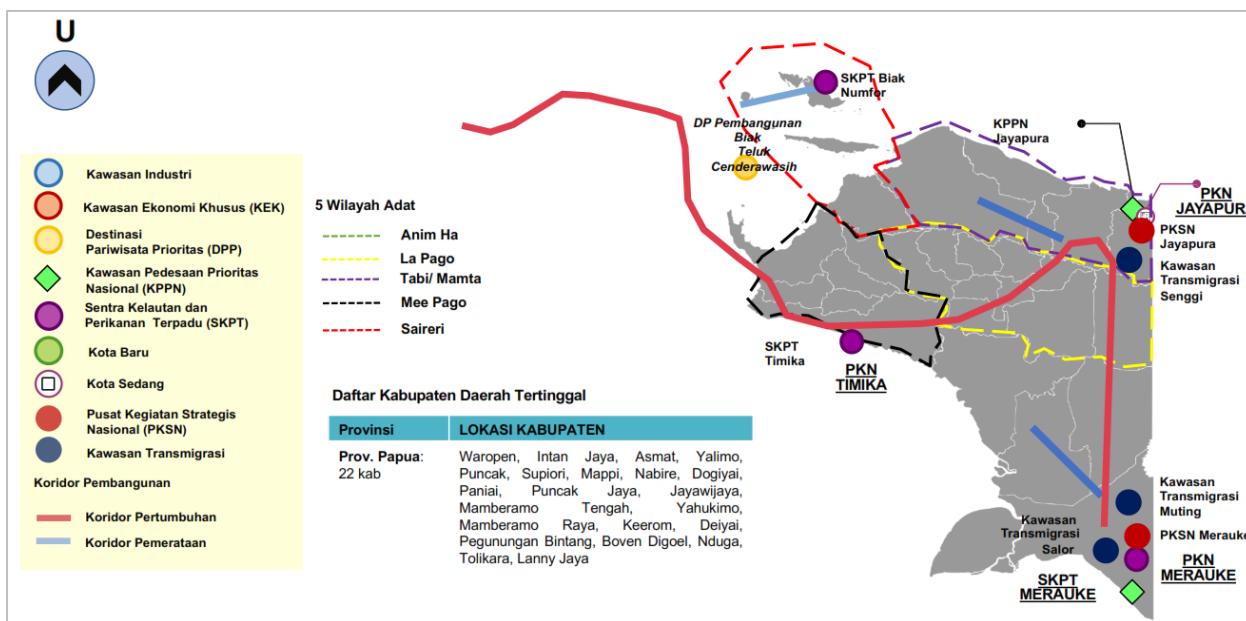 U
Kawasan Industri
Kawasan Ekonomi Khusus (KEK)
Destinasi
Pariwisata Prioritas (DPP)
Kawasan Pedesaan Prioritas
Nasional (KPPN)
Sentra Kelautan dan
Perikanan Terpadu (SKPT)
Kota Baru
Kota Sedang
Pusat Kegiatan Strategis
Nasional (PKSN)
Kawasan Transmigrasi
Koridor Pembangunan
Koridor Pertumbuhan
Koridor Pemerataan
5 Wilayah Adat
Anim Ha
La Pago
Tabi/ Mamta
Mee Pago
Saireri
Daftar Kabupaten Daerah Tertinggal
Provinsi LOKASI KABUPATEN
Prov. Papua:
22 kab
Waropen, Intan Jaya, Asmat, Yalimo,
Puncak, Supiori, Mappi, Nabire, Dogiyai,
Paniai, Puncak Jaya, Jayawijaya,
Mamberamo Tengah, Yahukimo,
Mamberamo Raya, Keerom, Deiyai,
Pegunungan Bintang, Boven Digoel, Nduga,
Tolikara, Lanny Jaya
SKPT Biak
Numfor
DP Pembangunan
Biak
Teluk
Cenderawasih
KPPN
Jayapura
PKN
JAYAPUR
PKSN
Jayapura
Kawasan
Transmigrasi
Senggi
SKPT
Timika
PKN
TIMIKA
Kawasan
Transmigrasi
Muting
Kawasan
Transmigrasi
Salor
PKSN Merauke
PKN
MERAUKE
SKPT
MERAUKE